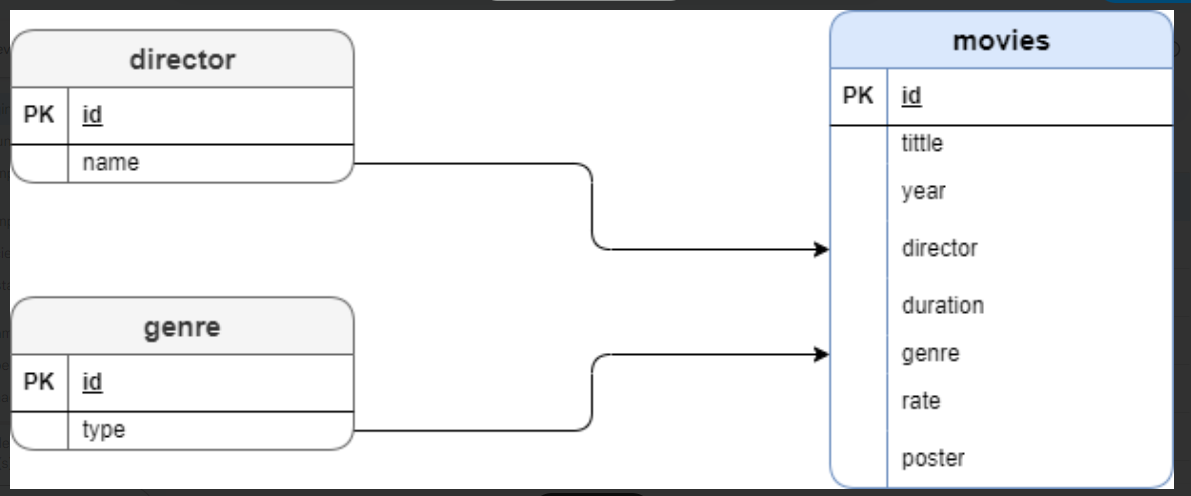 director
PK id
name
genre
PK id
type
movies
PK id
tittle
year
director
duration
genre
rate
poster